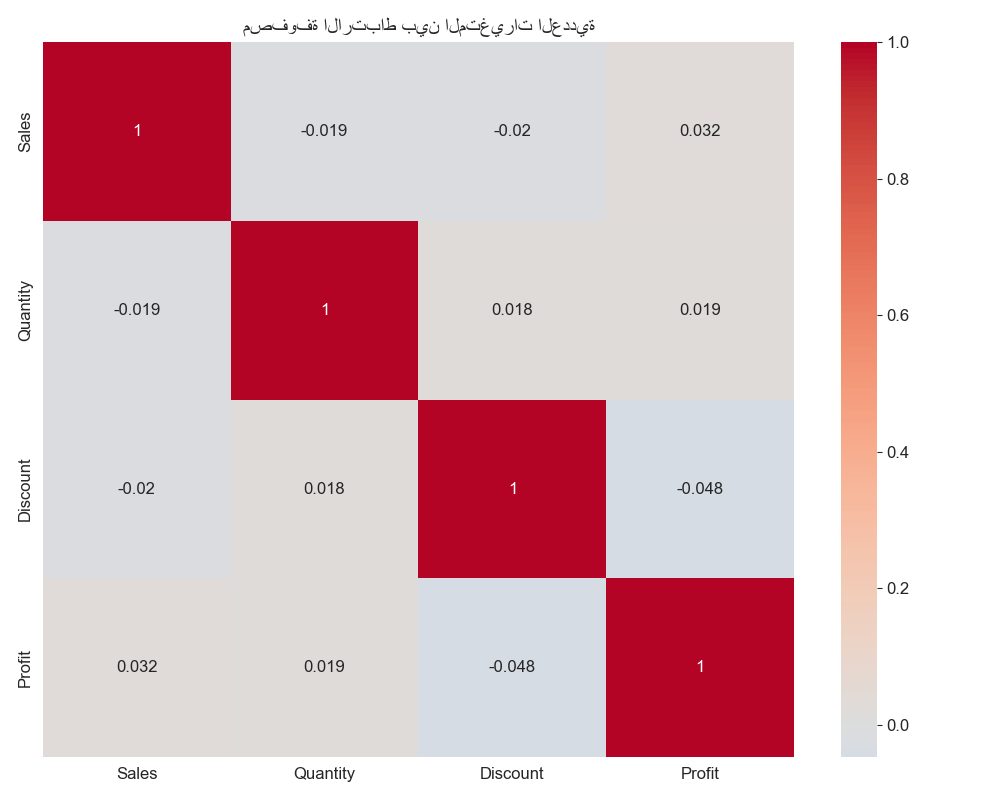 مصفوفة الارتباط بين المتغيرات العددية
Sales 1 -0.019 -0.02 0.032
Quantity -0.019 1 0.018 0.019
Discount -0.02 0.018 1 -0.048
Profit 0.032 0.019 -0.048 1
Sales Quantity Discount Profit
1.0
0.8
0.6
0.4
0.2
0.0